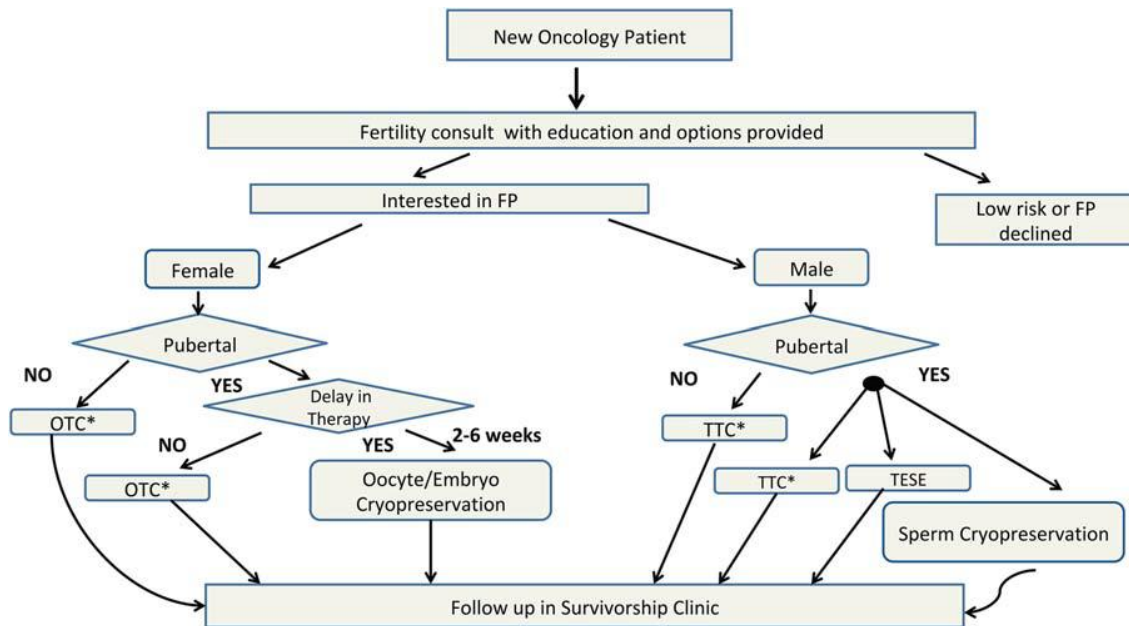 New Oncology Patient
Fertility consult with education and options provided
Interested in FP
Low risk or FP
declined
Female
Male
Pubertal
Pubertal
NO
YES
NO
YES
Delay in
Therapy
OTC*
TTC*
NO
YES
2-6 weeks
OTC*
Oocyte/Embryo
Cryopreservation
TTC*
TESE
Sperm Cryopreservation
Follow up in Survivorship Clinic